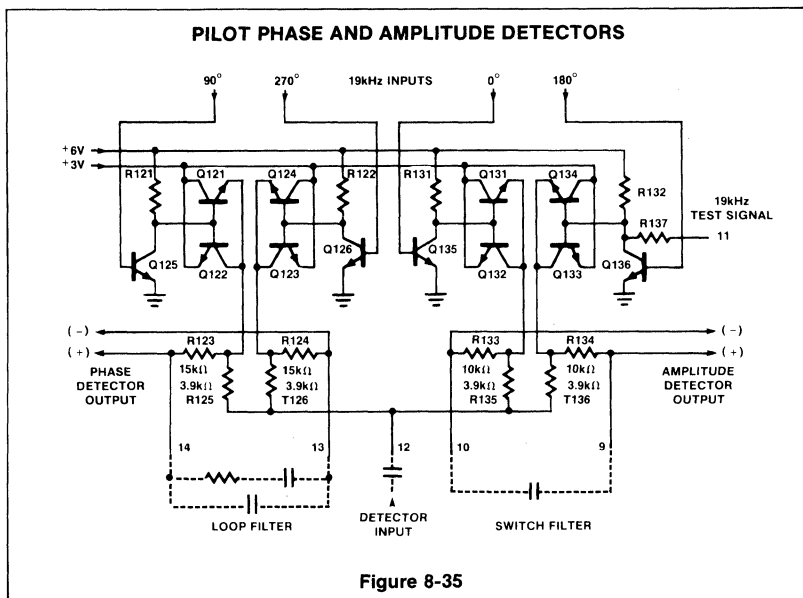 PILOT PHASE AND AMPLITUDE DETECTORS
90° 270° 19kHz INPUTS 0° 180°
+6V
+3V
R121 Q121 Q124 R122 R131 Q131 Q134 R132
19kHz
TEST SIGNAL
R137
11
Q125 Q122 Q123 Q126 Q135 Q132 Q133 Q136
(-) (-)
(+) R123 R124 R133 R134 (+)
PHASE
DETECTOR
OUTPUT
15kΩ 15kΩ 10kΩ 10kΩ
3.9kΩ 3.9kΩ 3.9kΩ 3.9kΩ
R125 T126 R135 T136
AMPLITUDE
DETECTOR
OUTPUT
14 13 12 10 9
LOOP FILTER
DETECTOR
INPUT
SWITCH FILTER
Figure 8-35